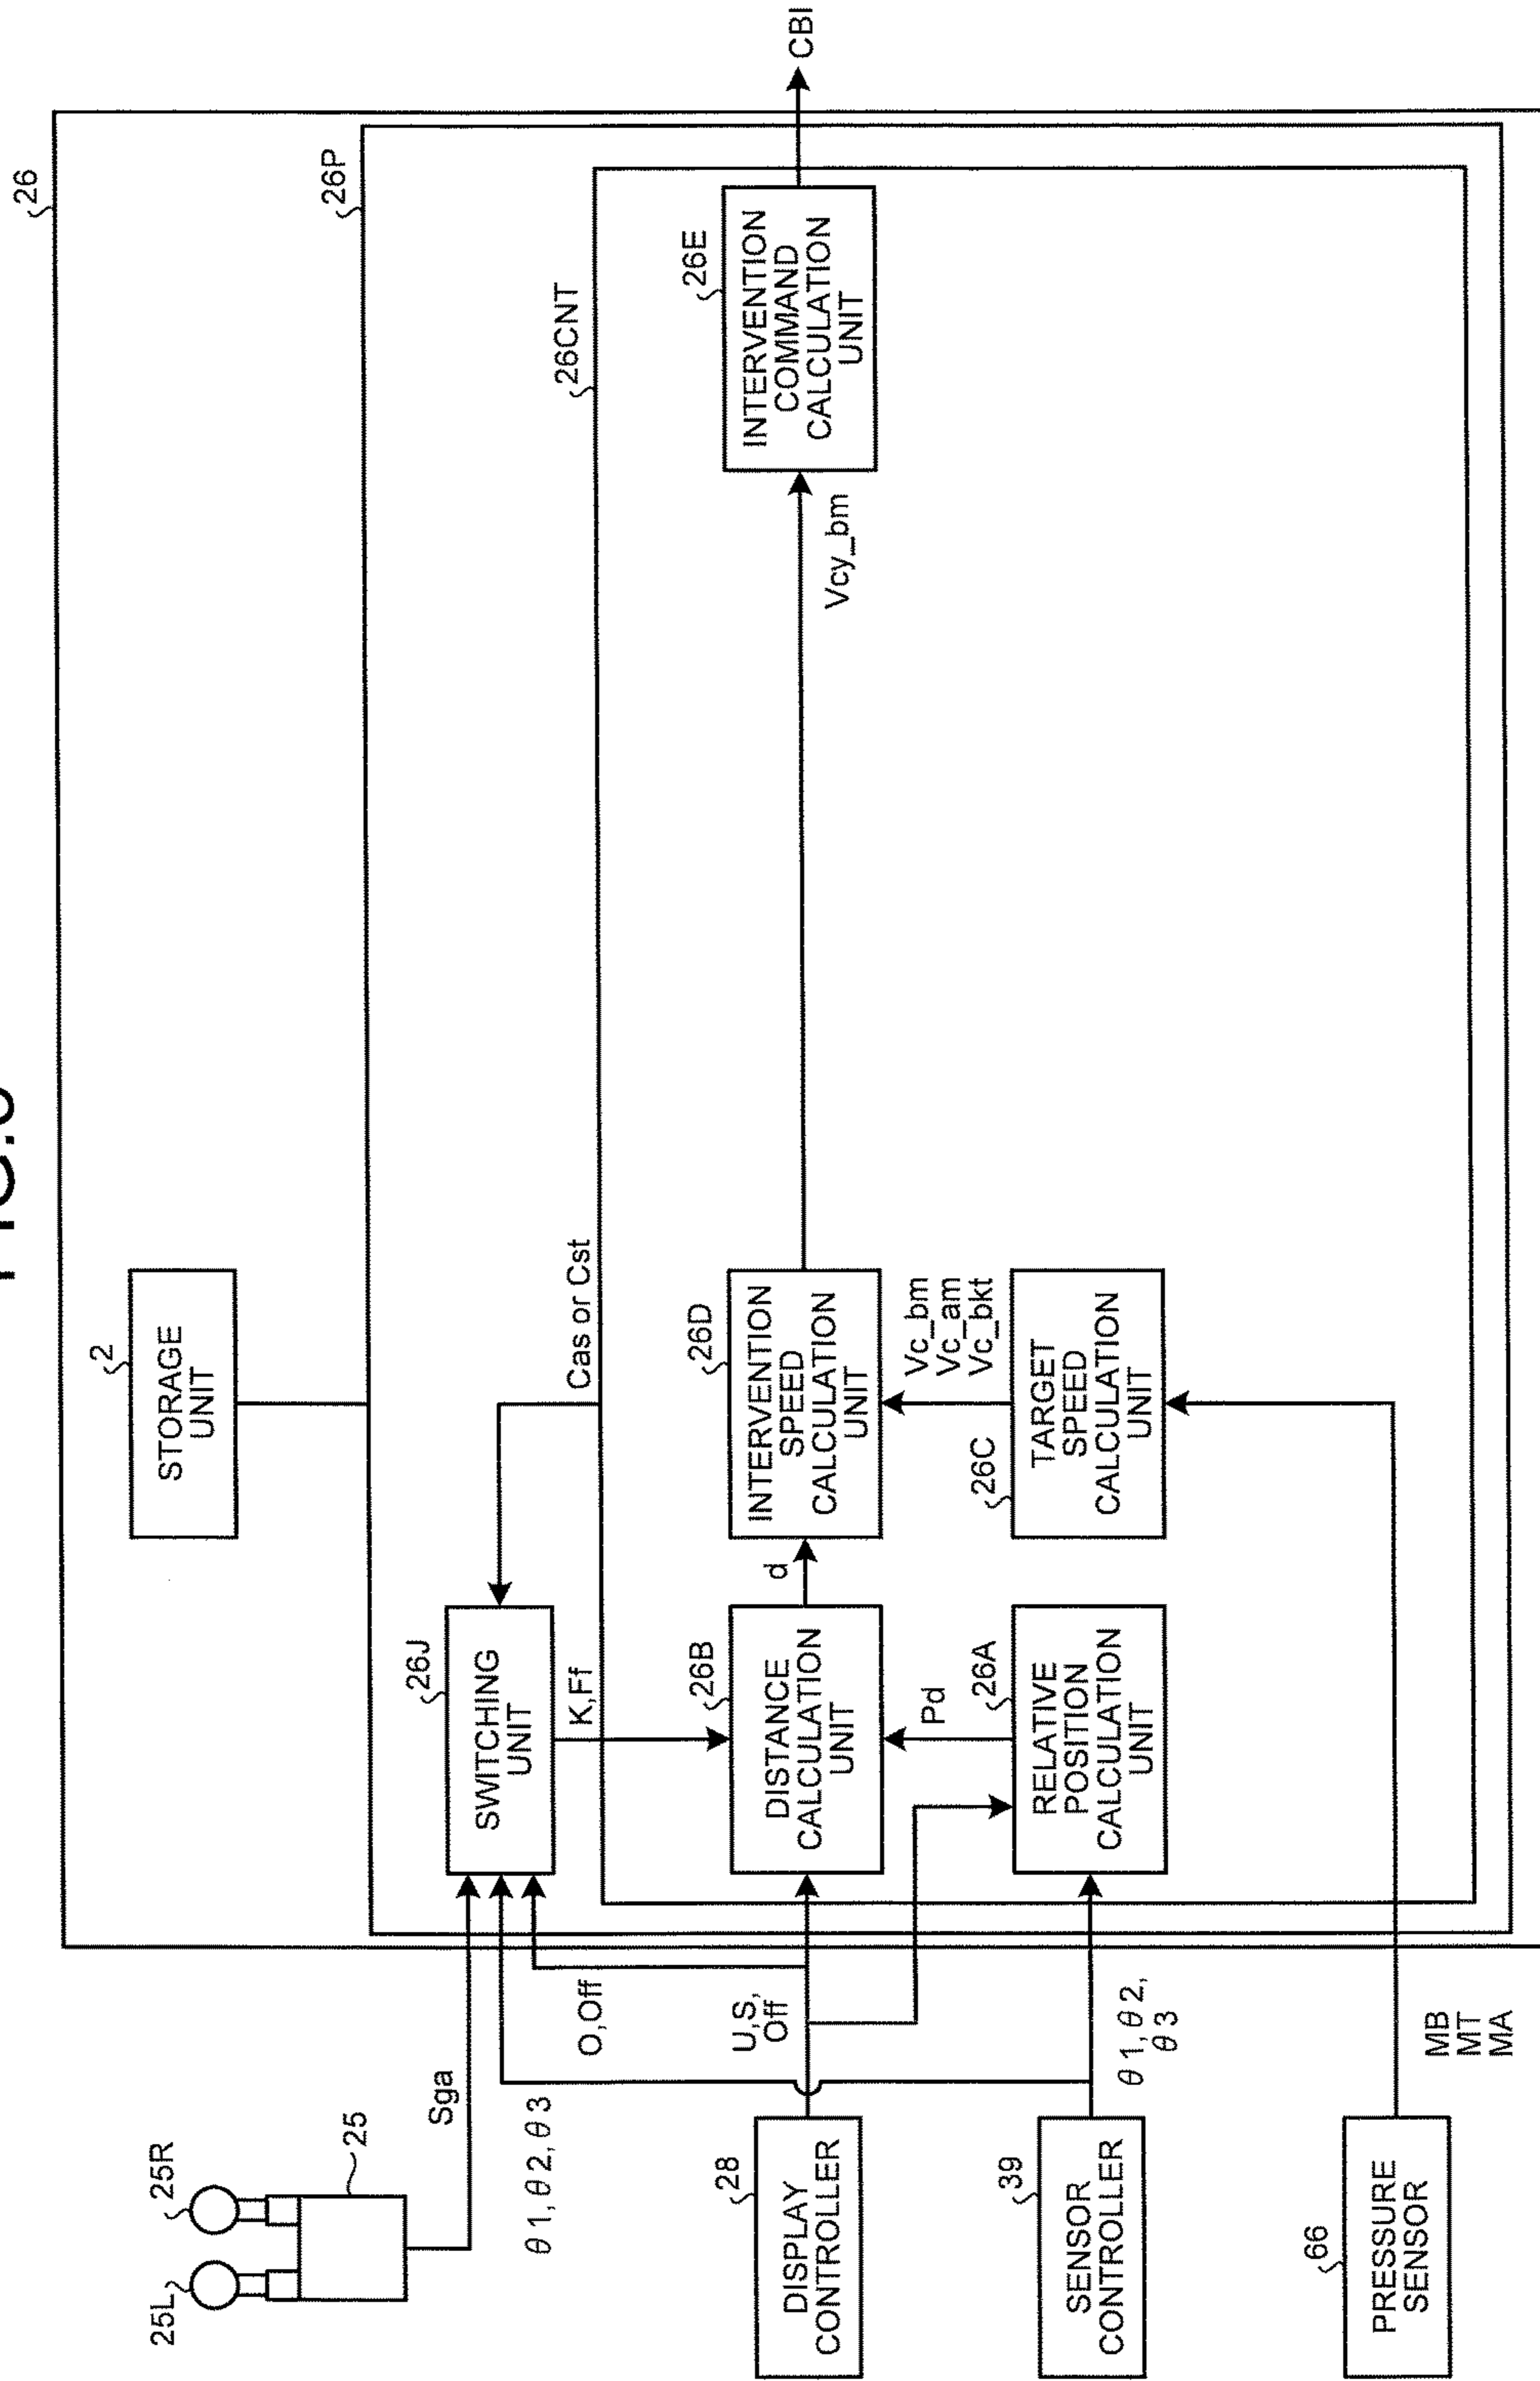 FIG.
26
2
STORAGE
UNIT
25L
25R
25
26P
Sga
26J
SWITCHING
UNIT
Cas or Cst
θ1,θ2,θ3
O,Off
K,Ff
26CNT
28
DISPLAY
CONTROLLER
U,S,
Off
26B
DISTANCE
CALCULATION
UNIT
d
26D
INTERVENTION
SPEED
CALCULATION
UNIT
Vcy_bm
26E
INTERVENTION
COMMAND
CALCULATION
UNIT
CBI
Pd
Vc_bm
Vc_am
Vc_bkt
39
SENSOR
CONTROLLER
θ1,θ2,
θ3
26A
RELATIVE
POSITION
CALCULATION
UNIT
26C
TARGET
SPEED
CALCULATION
UNIT
66
PRESSURE
SENSOR
MB
MT
MA